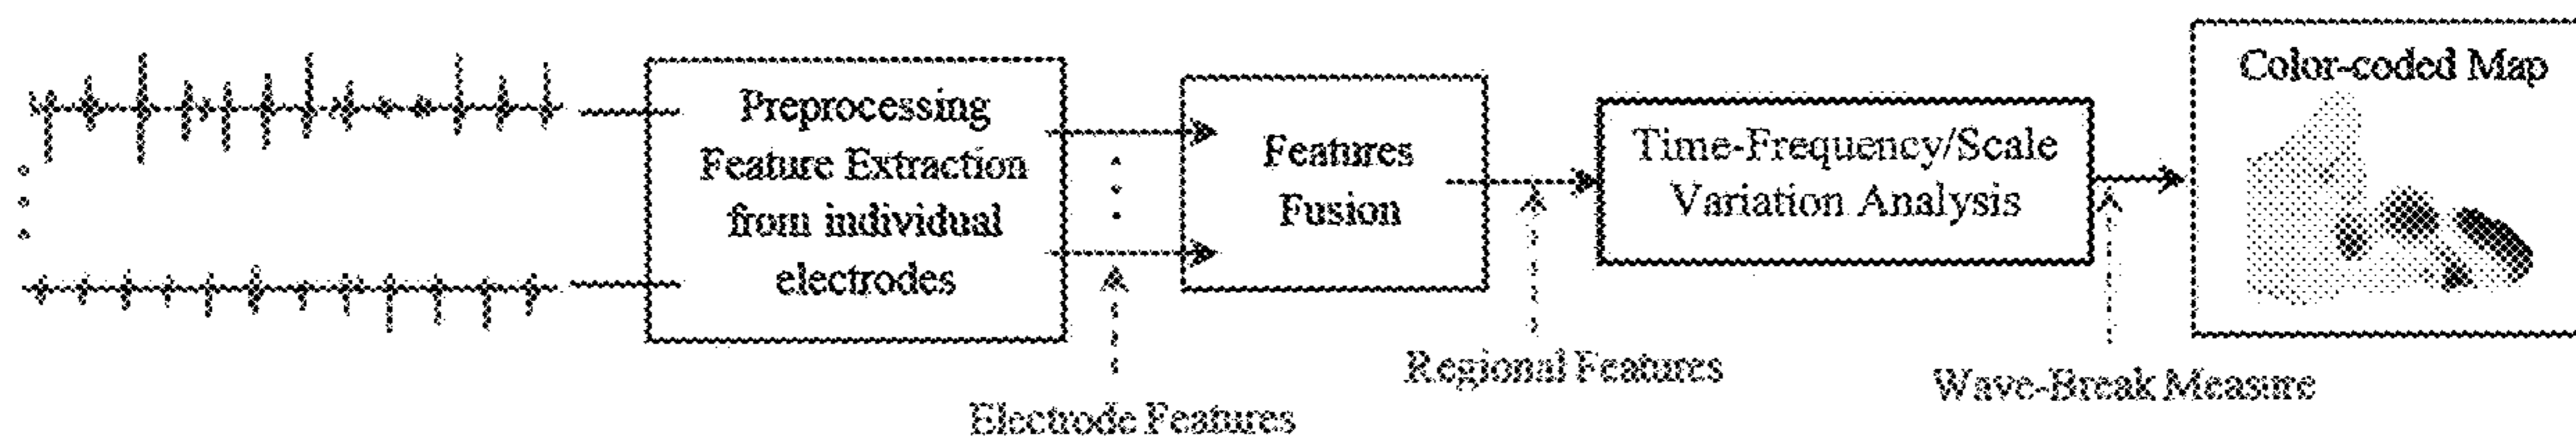 Preprocessing
Feature Extraction
from individual
electrodes
Features
Fusion
Time-Frequency/Scale
Variation Analysis
Color-coded Map
Electrode Features
Regional Features
Wave-Break Measure